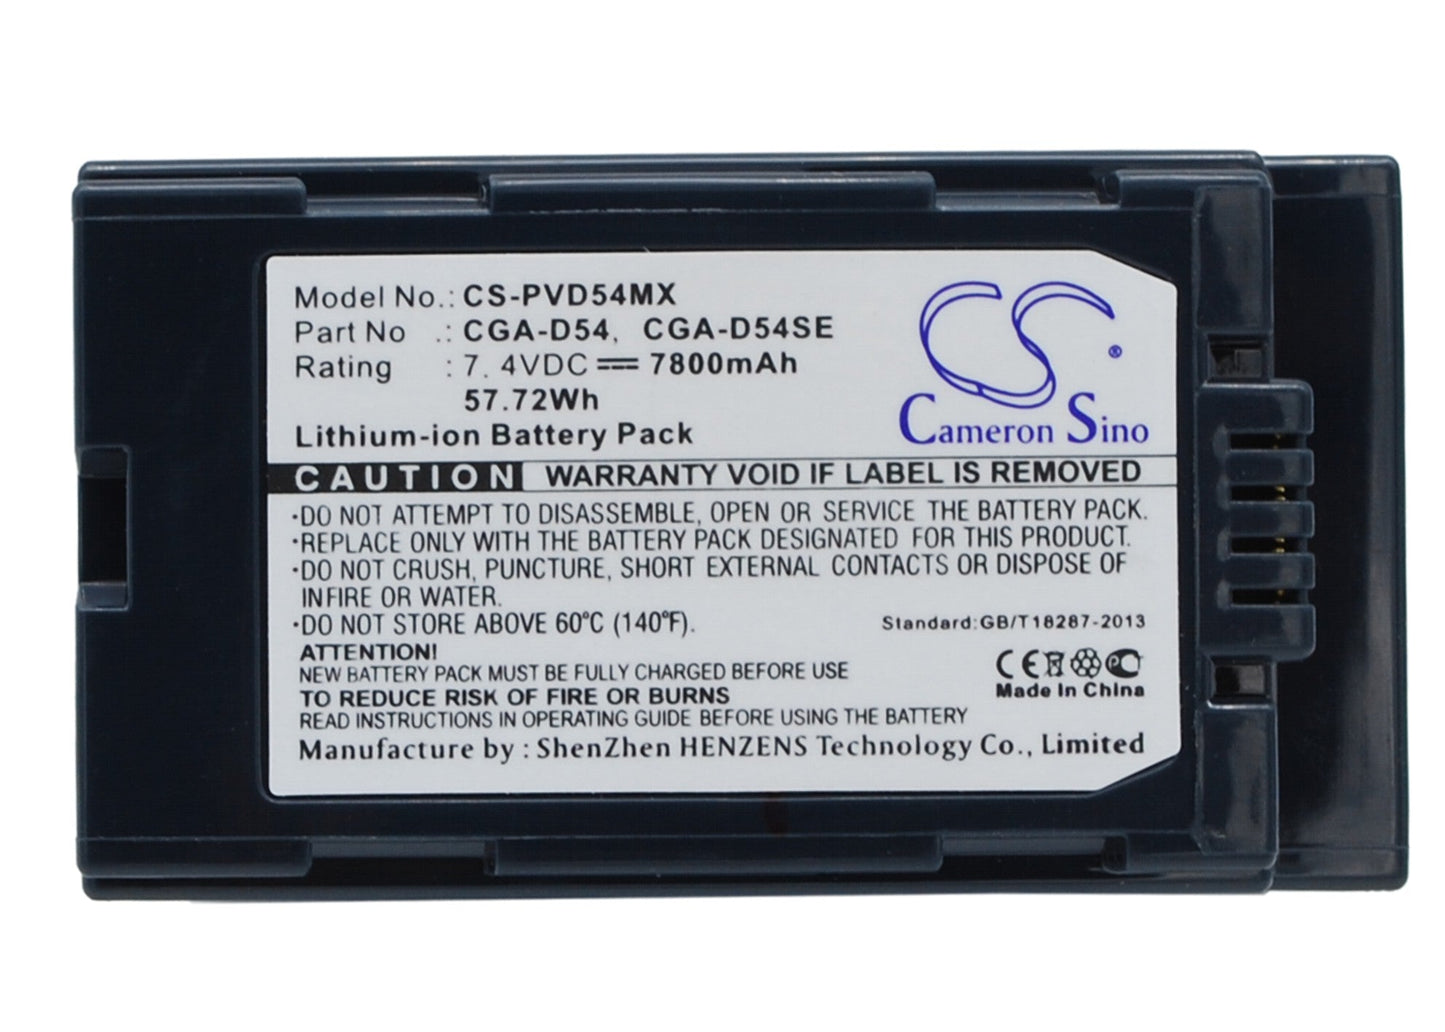 Model No.: CS-PVD54MX
Part No .: CGA-D54, CGA-D54SE
Rating : 7.4VDC 7800mAh
57.72Wh
Lithium-ion Battery Pack
CS ®
Cameron Sino
CAUTION WARRANTY VOID IF LABEL IS REMOVED
·DO NOT ATTEMPT TO DISASSEMBLE, OPEN OR SERVICE THE BATTERY PACK.
·REPLACE ONLY WITH THE BATTERY PACK DESIGNATED FOR THIS PRODUCT.
·DO NOT CRUSH, PUNCTURE, SHORT EXTERNAL CONTACTS OR DISPOSE OF
IN FIRE OR WATER.
·DO NOT STORE ABOVE 60°C (140°F).
Standard:GB/T18287-2013
ATTENTION!
NEW BATTERY PACK MUST BE FULLY CHARGED BEFORE USE
TO REDUCE RISK OF FIRE OR BURNS
READ INSTRUCTIONS IN OPERATING GUIDE BEFORE USING THE BATTERY
CE
Made In China
Manufacture by : ShenZhen HENZENS Technology Co., Limited